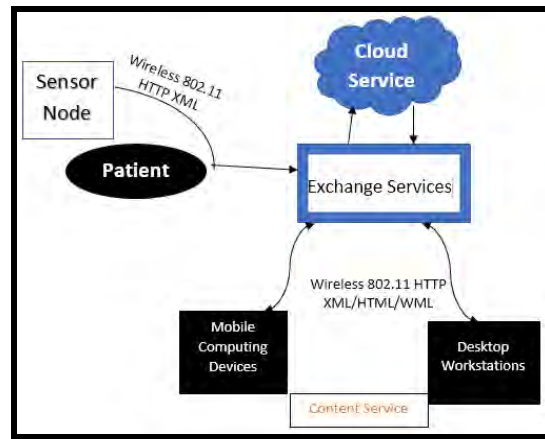 Cloud
Service
Sensor
Node
Wireless 802.11
HTTP XML
Patient
Exchange Services
Wireless 802.11 HTTP
XML/HTML/WML
Mobile
Computing
Devices
Desktop
Workstations
Content Service